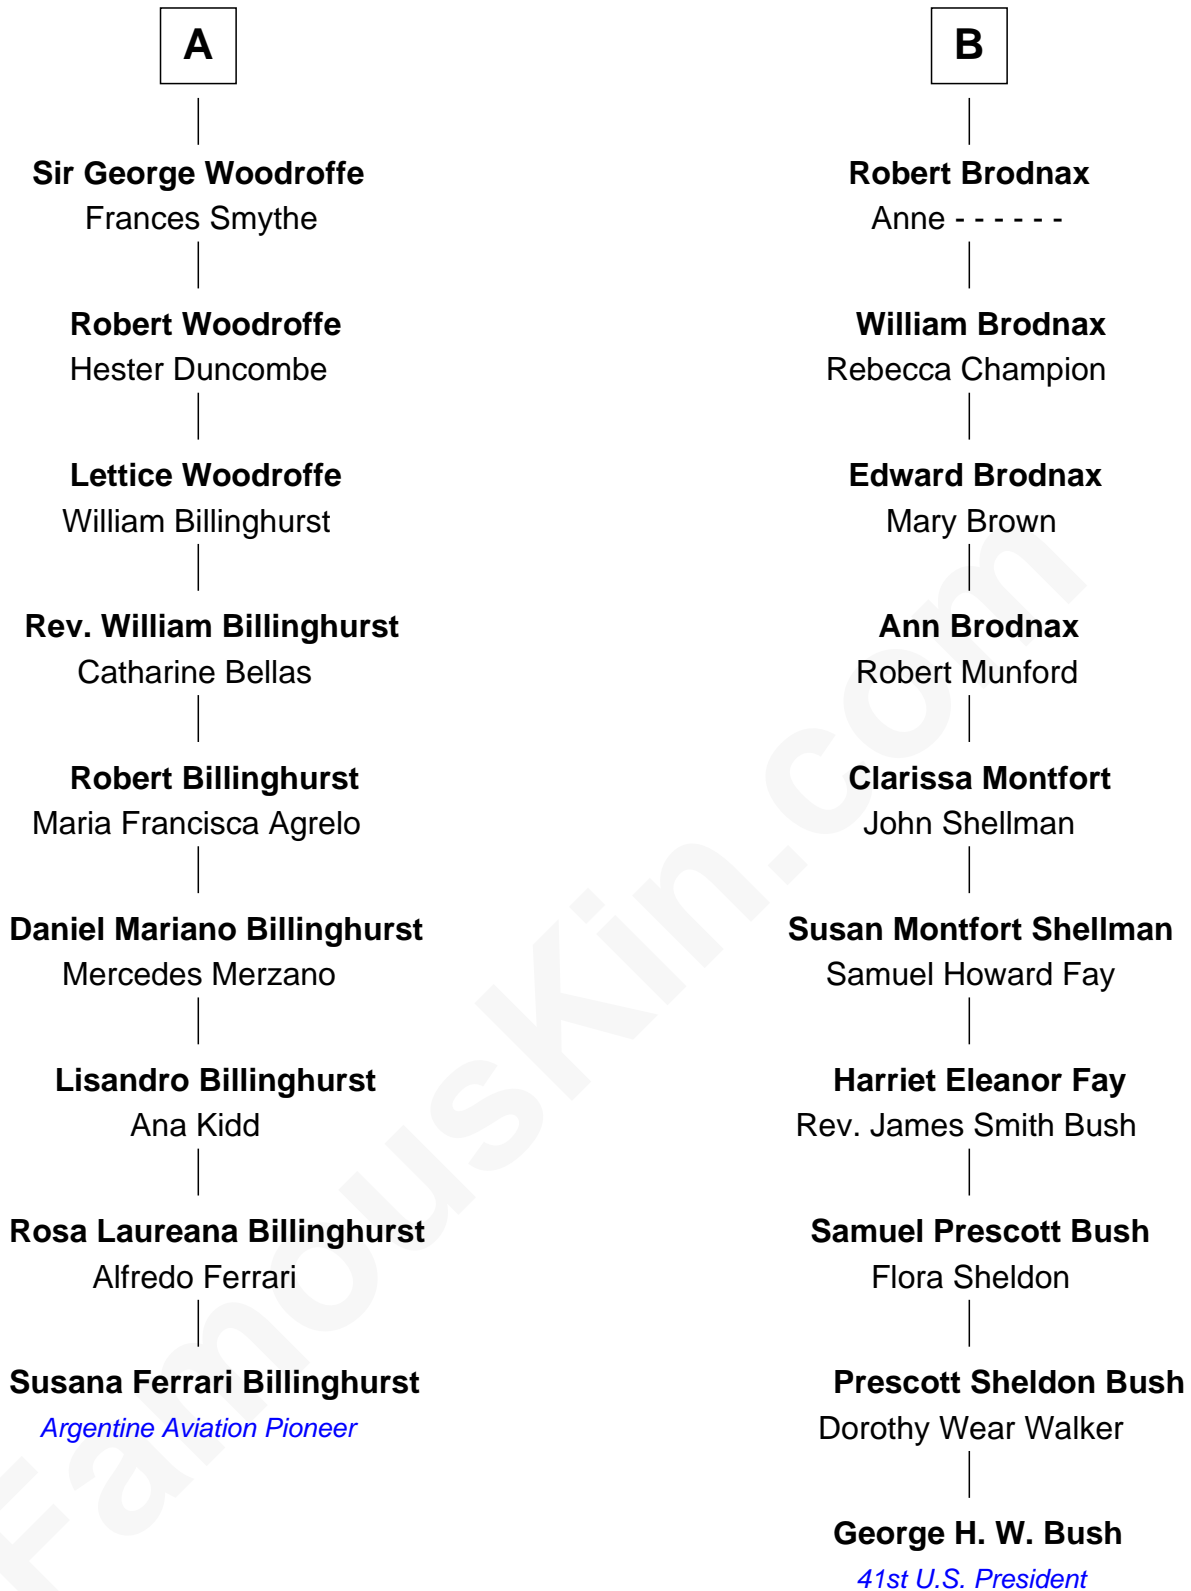 A
Sir George Woodroffe
Frances Smythe
Robert Woodroffe
Hester Duncombe
Lettice Woodroffe
William Billinghurst
Rev. William Billinghurst
Catharine Bellas
Robert Billinghurst
Maria Francisca Agrelo
Daniel Mariano Billinghurst
Mercedes Merzano
Lisandro Billinghurst
Ana Kidd
Rosa Laureana Billinghurst
Alfredo Ferrari
Susana Ferrari Billinghurst
Argentine Aviation Pioneer
B
Robert Brodnax
Anne - - - - - -
William Brodnax
Rebecca Champion
Edward Brodnax
Mary Brown
Ann Brodnax
Robert Munford
Clarissa Montfort
John Shellman
Susan Montfort Shellman
Samuel Howard Fay
Harriet Eleanor Fay
Rev. James Smith Bush
Samuel Prescott Bush
Flora Sheldon
Prescott Sheldon Bush
Dorothy Wear Walker
George H. W. Bush
41st U.S. President
FamousKin.com